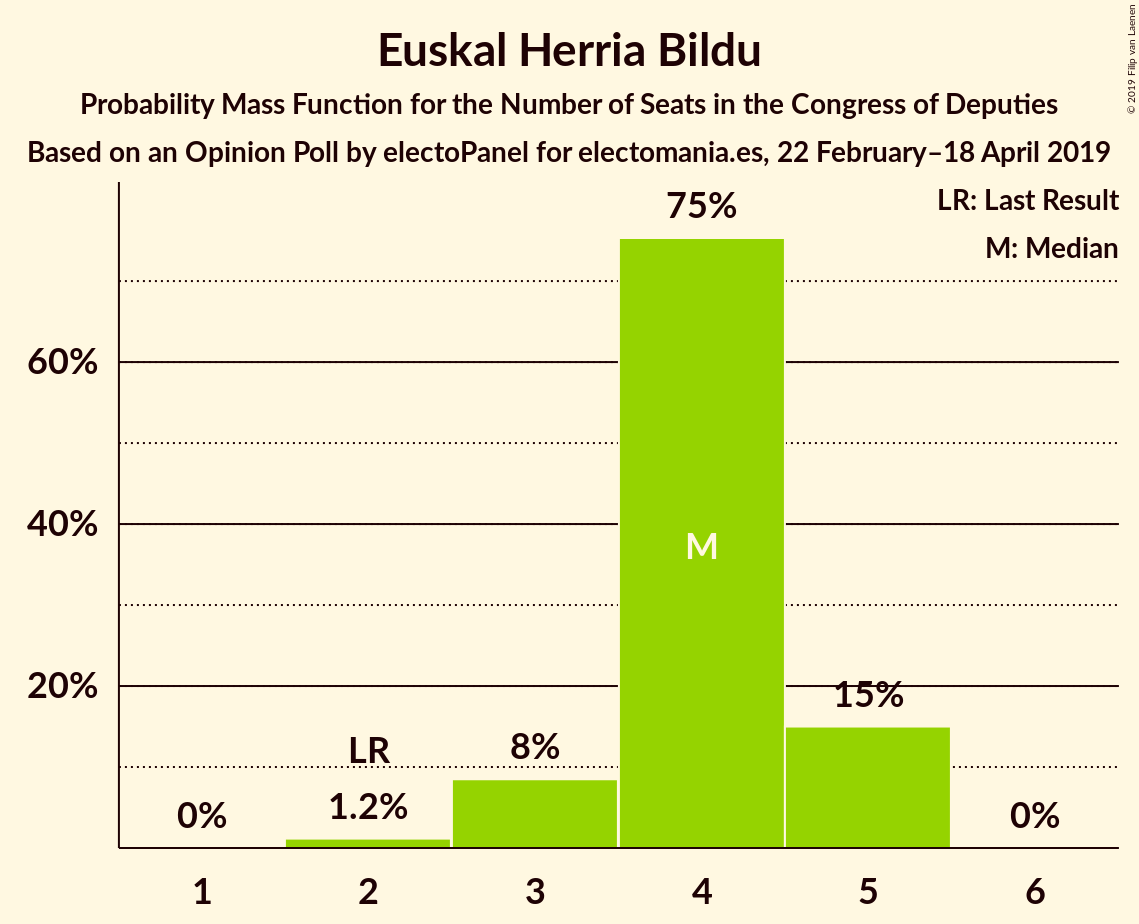 Euskal Herria Bildu
Probability Mass Function for the Number of Seats in the Congress of Deputies
Based on an Opinion Poll by electoPanel for electomania.es, 22 February–18 April 2019
© 2019 Filip van Laenen
LR: Last Result
M: Median
75%
60%
40%
20%
M
15%
LR
8%
1.2%
0%
0%
1 2 3 4 5 6